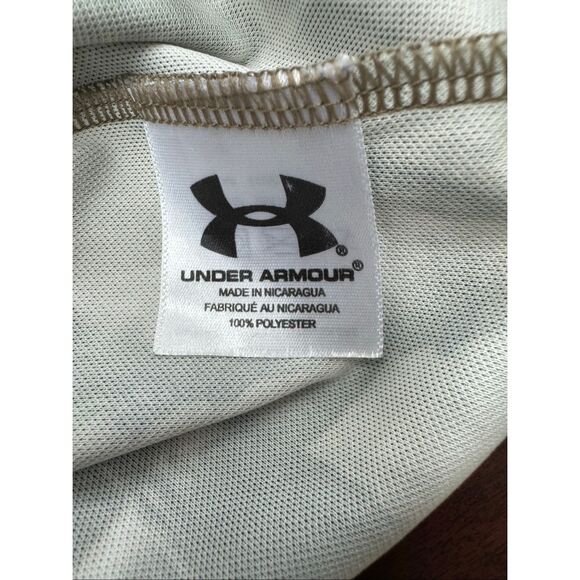 ®
UNDER ARMOUR®
MADE IN NICARAGUA
FABRIQUÉ AU NICARAGUA
100% POLYESTER